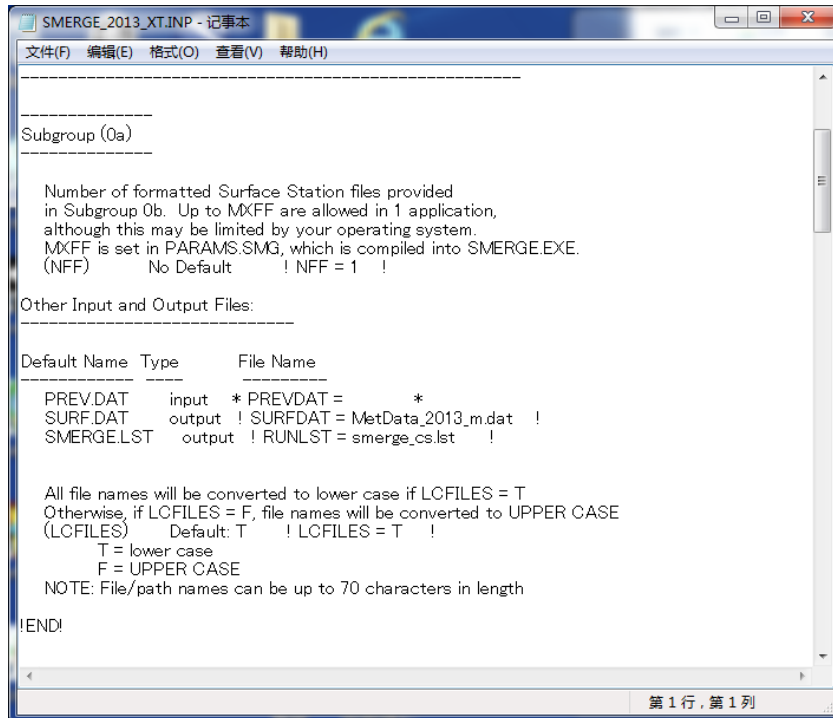 SMERGE_2013_XT.INP - 记事本
文件(F) 编辑(E) 格式(O) 查看(V) 帮助(H)
-----------------------------------------------------
--------------
Subgroup (0a)
--------------
Number of formatted Surface Station files provided
in Subgroup 0b. Up to MXFF are allowed in 1 application,
although this may be limited by your operating system.
MXFF is set in PARAMS.SMG, which is compiled into SMERGE.EXE.
(NFF) No Default ! NFF = 1 !
Other Input and Output Files:
-----------------------------
Default Name Type File Name
------------ ---- ---------
PREV.DAT input * PREVDAT = *
SURF.DAT output ! SURFDAT = MetData_2013_m.dat !
SMERGE.LST output ! RUNLST = smerge_cs.lst !
All file names will be converted to lower case if LCFILES = T
Otherwise, if LCFILES = F, file names will be converted to UPPER CASE
(LCFILES) Default: T ! LCFILES = T !
T = lower case
F = UPPER CASE
NOTE: File/path names can be up to 70 characters in length
!END!
第 1 行，第 1 列